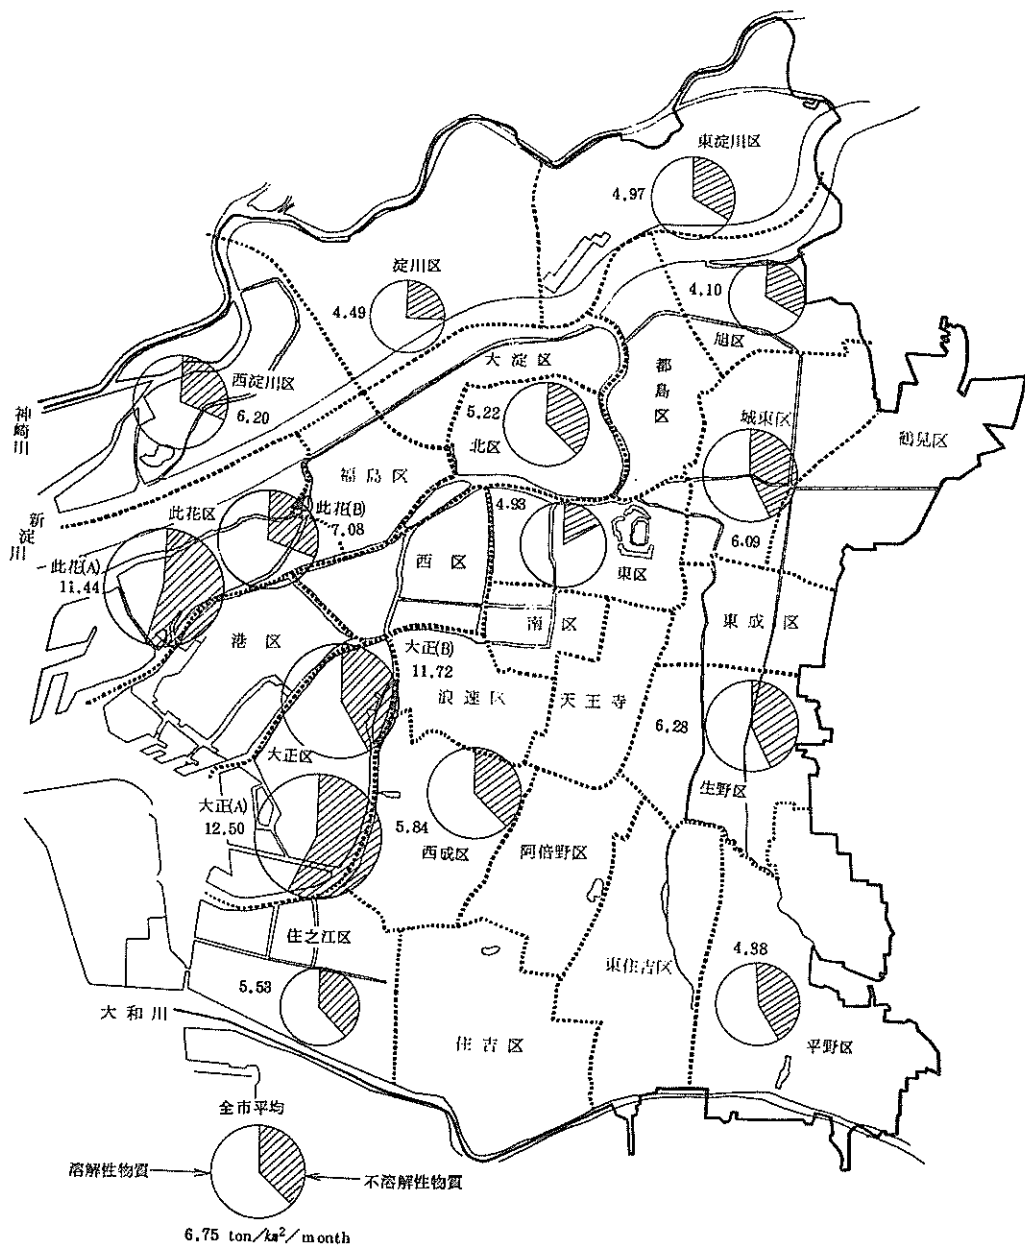 東淀川区
4.97
淀川区
4.49
4.10
旭区
大淀区
都島区
西淀川区
6.20
神崎川
5.22
北区
城東区
鶴見区
福島区
新淀川
此花区
此花(B)
7.08
4.93
6.09
此花(A)
11.44
西区
東区
南区
東成区
港区
大正(B)
11.72
浪速区
天王寺
6.28
大正区
生野区
大正(A)
12.50
5.84
西成区
阿倍野区
住之江区
4.38
東住吉区
5.53
大和川
住吉区
平野区
全市平均
溶解性物質
不溶解性物質
6.75 ton/km²/month